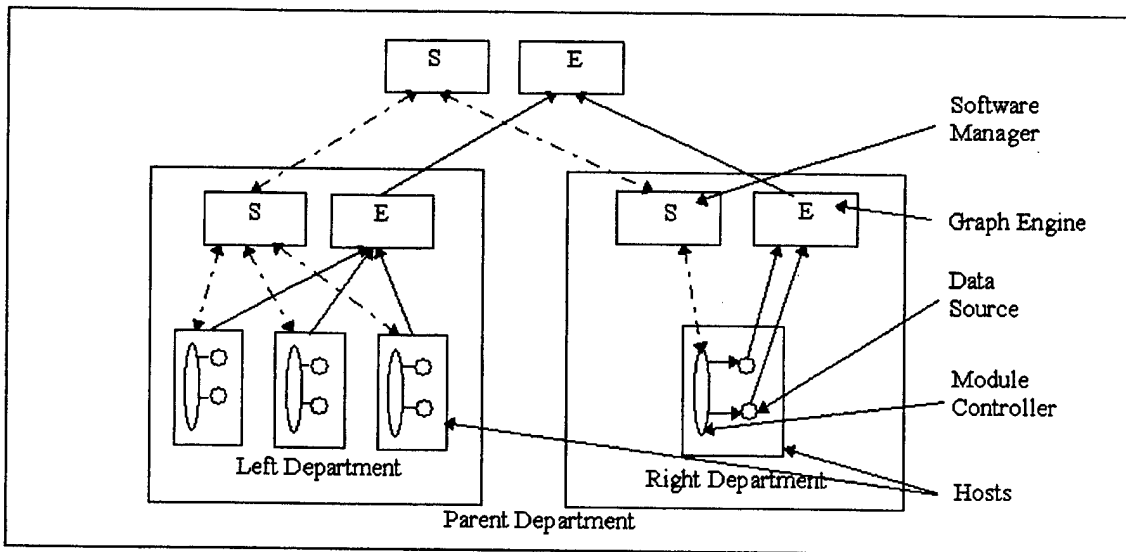 S
E
Software
Manager
S
E
S
E
Graph Engine
Data
Source
Module
Controller
Left Department
Right Department
Hosts
Parent Department